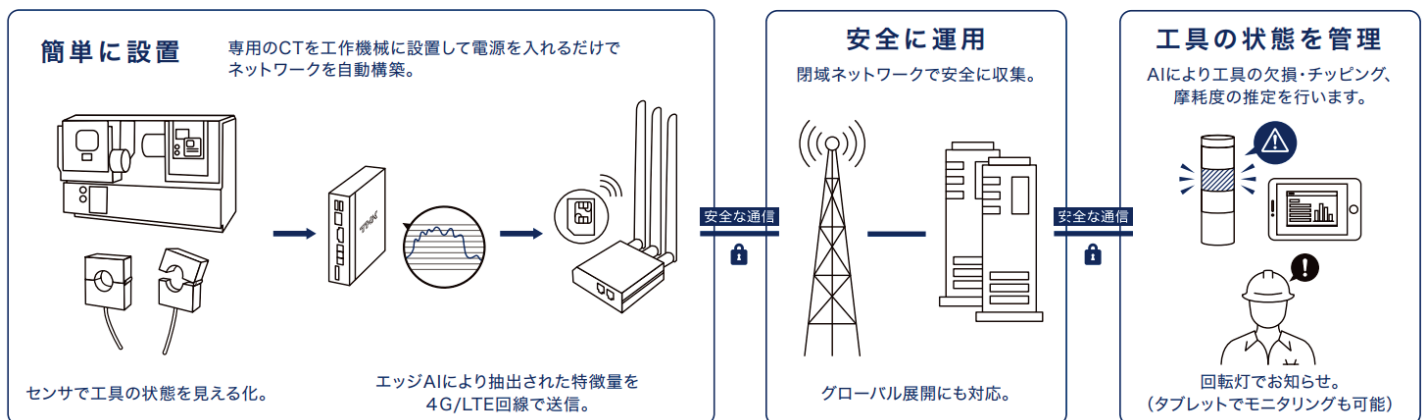 簡単に設置
専用のCTを工作機械に設置して電源を入れるだけで
ネットワークを自動構築。
センサで工具の状態を見える化。
エッジAIにより抽出された特徴量を
4G/LTE回線で送信。
安全な通信
安全に運用
閉域ネットワークで安全に収集。
グローバル展開にも対応。
安全な通信
工具の状態を管理
AIにより工具の欠損・チッピング、
摩耗度の推定を行います。
回転灯でお知らせ。
（タブレットでモニタリングも可能）